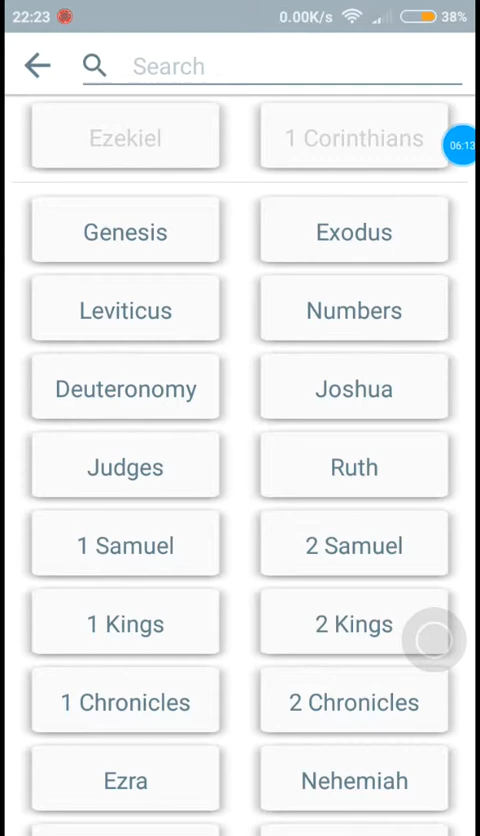 22:23 0.00K/s 38%
Search
Ezekiel 1 Corinthians
06:13
Genesis Exodus
Leviticus Numbers
Deuteronomy Joshua
Judges Ruth
1 Samuel 2 Samuel
1 Kings 2 Kings
1 Chronicles 2 Chronicles
Ezra Nehemiah